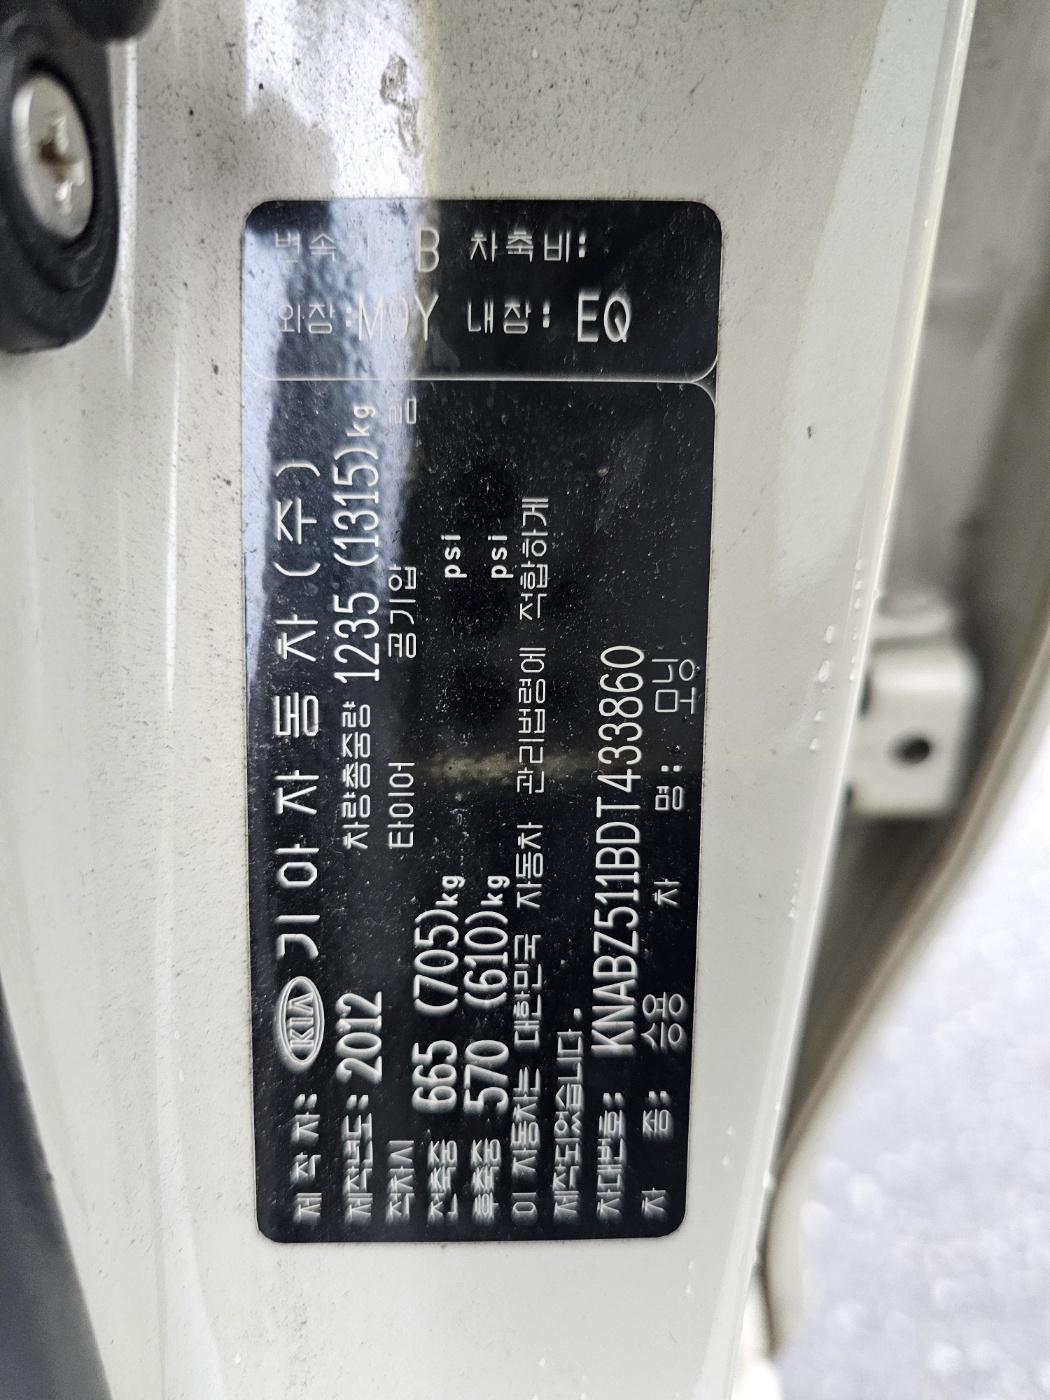 제 작 자: KIA 기 아 자 동 차 ( 주 )
제작년도: 2012 차량총중량 1235 (1315)kg
적차시 타이어 공기압 림
전축중 665 (705)kg psi
후축중 570 (610)kg psi
이 자동차는 대한민국 자동차 관리법령에 적합하게
제작되었습니다.
차대번호: KNABZ511BDT433860
차 종: 승용 차 명: 모닝
변속 B 차축비:
외장:M9Y 내장: EQ